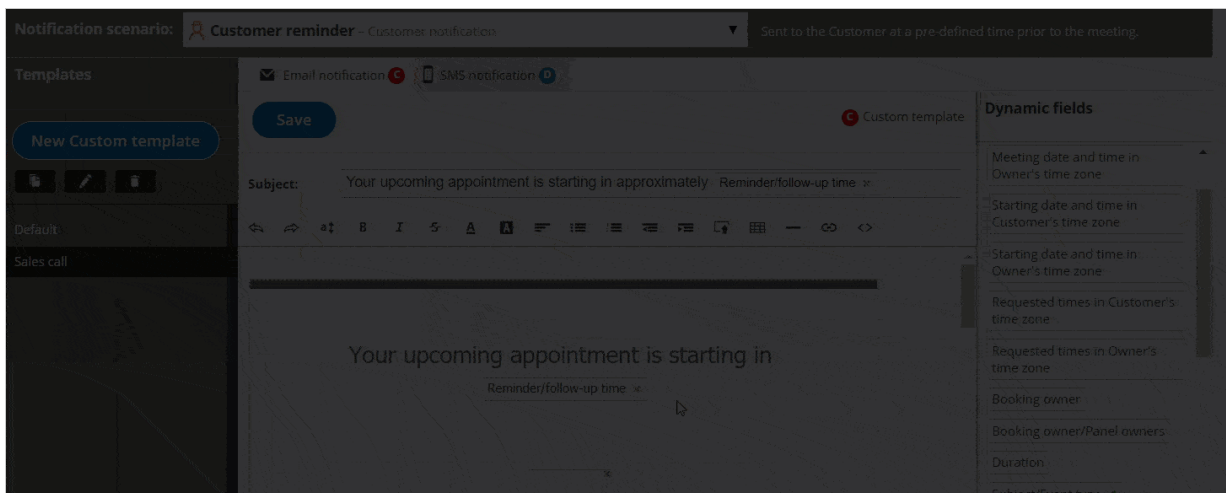 Notification scenario: Customer reminder – Customer notification ▼ Sent to the Customer at a pre-defined time prior to the meeting.
Templates
Email notification C SMS notification D
New Custom template
Save
C Custom template
Subject: Your upcoming appointment is starting in approximately Reminder/follow-up time ×
Default
Sales call
Your upcoming appointment is starting in
Reminder/follow-up time ×
Dynamic fields
Meeting date and time in
Owner's time zone
Starting date and time in
Customer's time zone
Starting date and time in
Owner's time zone
Requested times in Customer's
time zone
Requested times in Owner's
time zone
Booking owner
Booking owner/Panel owners
Duration